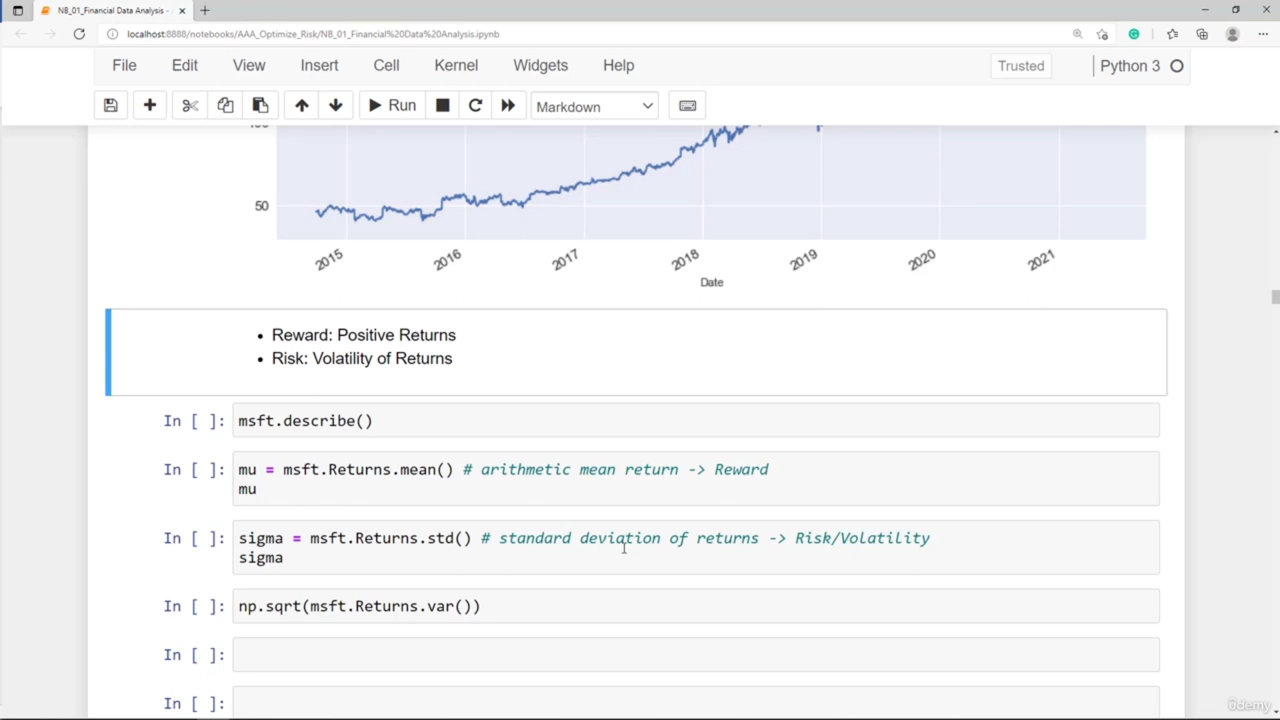 NB_01_Financial Data Analysis -
localhost:8888/notebooks/AAA_Optimize_Risk/NB_01_Financial%20Data%20Analysis.ipynb
File Edit View Insert Cell Kernel Widgets Help Trusted Python 3
Run Markdown
50
2015 2016 2017 2018 2019 2020 2021
Date
• Reward: Positive Returns
• Risk: Volatility of Returns
In [ ]: msft.describe()
In [ ]: mu = msft.Returns.mean() # arithmetic mean return -> Reward
mu
In [ ]: sigma = msft.Returns.std() # standard deviation of returns -> Risk/Volatility
sigma
In [ ]: np.sqrt(msft.Returns.var())
In [ ]:
In [ ]:
ûdemy